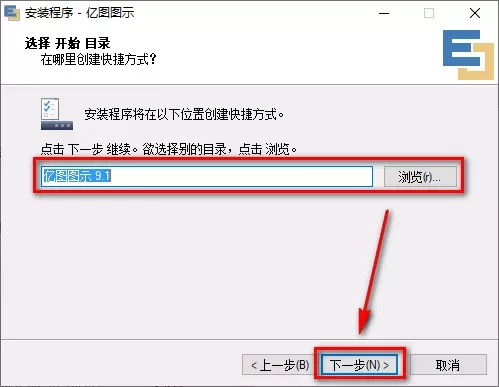 安装程序 - 亿图图示
选择 开始 目录
在哪里创建快捷方式？
安装程序将在以下位置创建快捷方式。
点击 下一步 继续。欲选择别的目录，点击 浏览。
亿图图示 9.1
浏览(r)...
< 上一步(B)
下一步(N) >
取消